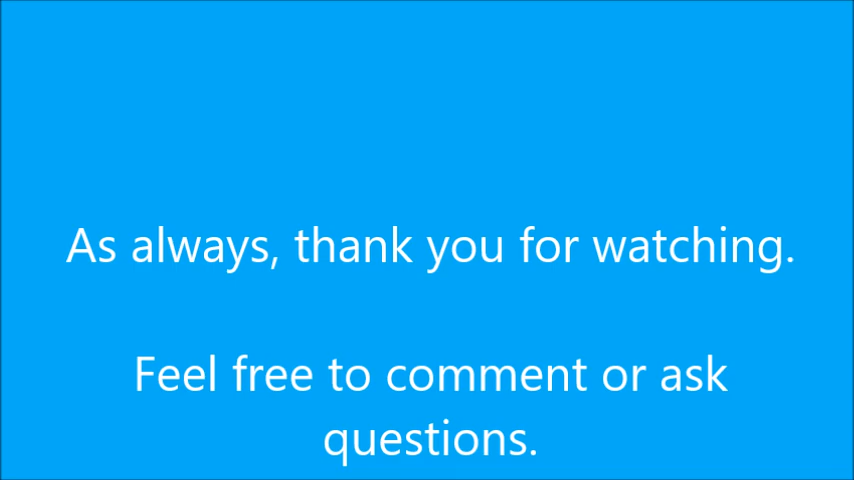 As always, thank you for watching.
Feel free to comment or ask
questions.